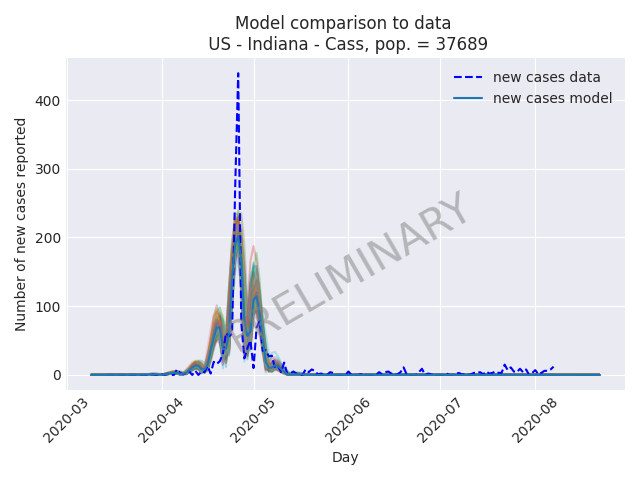 Model comparison to data
US - Indiana - Cass, pop. = 37689
new cases data
new cases model
Number of new cases reported
400
300
200
100
0
PRELIMINARY
2020-03
2020-04
2020-05
2020-06
2020-07
2020-08
Day